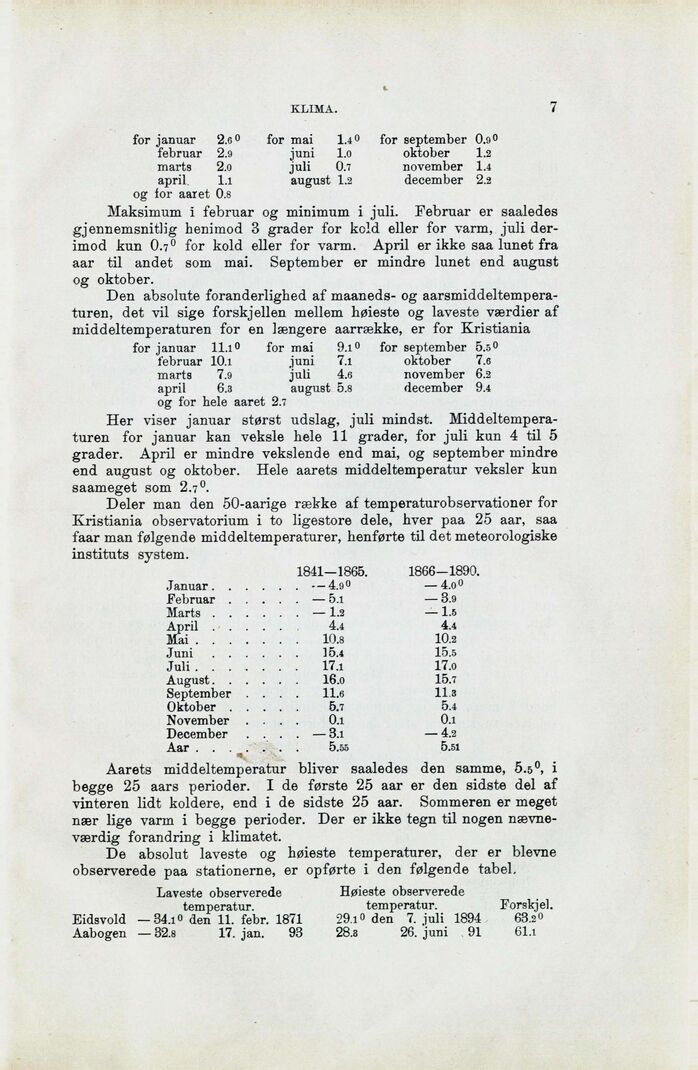 KLIMA. 7
for januar 2.6⁰ for mai 1.4⁰ for september 0.9⁰
februar 2.9 juni 1.0 oktober 1.2
marts 2.0 juli 0.7 november 1.4
april 1.1 august 1.2 december 2.2
og for aaret 0.8
Maksimum i februar og minimum i juli. Februar er saaledes
gjennemsnitlig henimod 3 grader for kold eller for varm, juli der-
imod kun 0.7⁰ for kold eller for varm. April er ikke saa lunet fra
aar til andet som mai. September er mindre lunet end august
og oktober.
Den absolute foranderlighed af maaneds- og aarsmiddeltempera-
turen, det vil sige forskjellen mellem høieste og laveste værdier af
middeltemperaturen for en længere aarrække, er for Kristiania
for januar 11.1⁰ for mai 9.1⁰ for september 5.5⁰
februar 10.1 juni 7.1 oktober 7.6
marts 7.9 juli 4.6 november 6.2
april 6.3 august 5.8 december 9.4
og for hele aaret 2.7
Her viser januar størst udslag, juli mindst. Middeltempera-
turen for januar kan veksle hele 11 grader, for juli kun 4 til 5
grader. April er mindre vekslende end mai, og september mindre
end august og oktober. Hele aarets middeltemperatur veksler kun
saameget som 2.7⁰.
Deler man den 50-aarige række af temperaturobservationer for
Kristiania observatorium i to ligestore dele, hver paa 25 aar, saa
faar man følgende middeltemperaturer, henførte til det meteorologiske
instituts system.
1841—1865. 1866—1890.
Januar . . . . . . — 4.9⁰ — 4.0⁰
Februar . . . . . — 5.1 — 3.9
Marts . . . . . . — 1.2 — 1.5
April . . . . . . 4.4 4.4
Mai . . . . . . . 10.8 10.2
Juni . . . . . . 15.4 15.5
Juli . . . . . . . 17.1 17.0
August . . . . . . 16.0 15.7
September . . . . 11.6 11.3
Oktober . . . . . 5.7 5.4
November . . . . 0.1 0.1
December . . . . — 3.1 — 4.2
Aar . . . . . . . 5.55 5.51
Aarets middeltemperatur bliver saaledes den samme, 5.5⁰, i
begge 25 aars perioder. I de første 25 aar er den sidste del af
vinteren lidt koldere, end i de sidste 25 aar. Sommeren er meget
nær lige varm i begge perioder. Der er ikke tegn til nogen nævne-
værdig forandring i klimatet.
De absolut laveste og høieste temperaturer, der er blevne
observerede paa stationerne, er opførte i den følgende tabel.
Laveste observerede Høieste observerede
temperatur. temperatur. Forskjel.
Eidsvold — 34.1⁰ den 11. febr. 1871 29.1⁰ den 7. juli 1894 63.2⁰
Aabogen — 32.8 17. jan. 93 28.3 26. juni 91 61.1